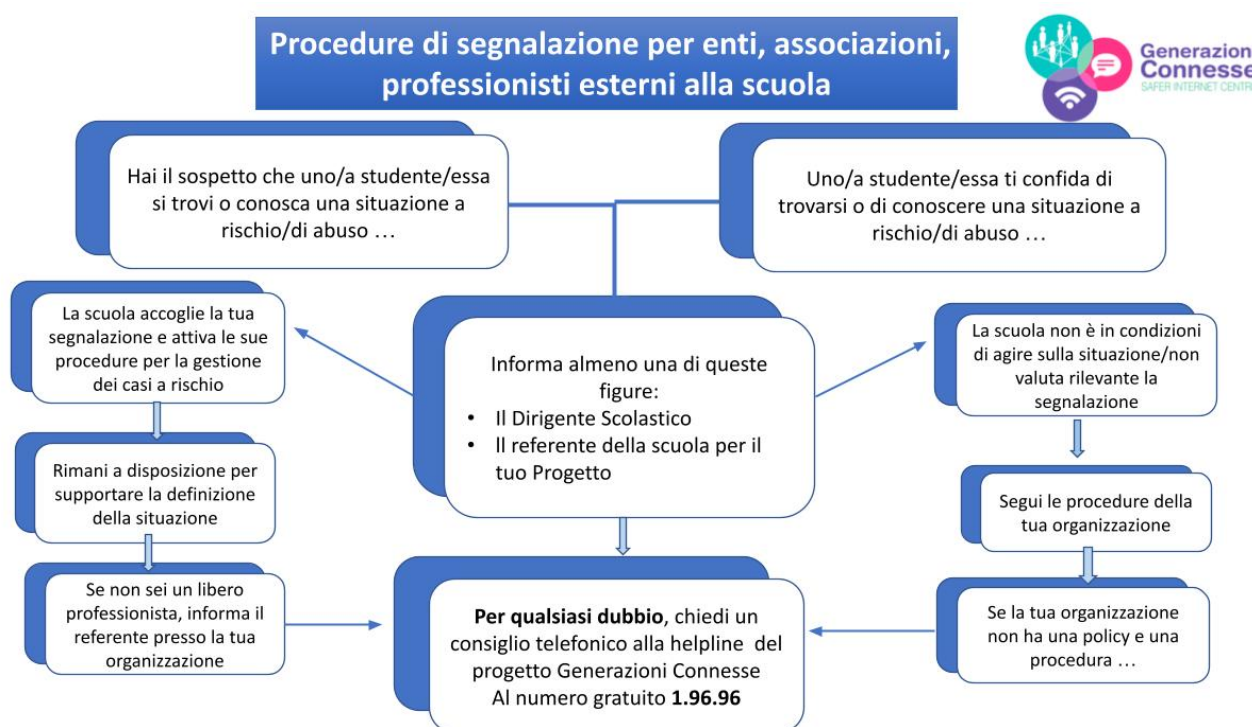 Procedure di segnalazione per enti, associazioni,
professionisti esterni alla scuola
Generazion
Connesse
SAFER INTERNET CENTRE
Hai il sospetto che uno/a studente/essa
si trovi o conosca una situazione a
rischio/di abuso …
Uno/a studente/essa ti confida di
trovarsi o di conoscere una situazione a
rischio/di abuso …
La scuola accoglie la tua
segnalazione e attiva le sue
procedure per la gestione
dei casi a rischio
Informa almeno una di queste
figure:
• Il Dirigente Scolastico
• Il referente della scuola per il
tuo Progetto
La scuola non è in condizioni
di agire sulla situazione/non
valuta rilevante la
segnalazione
Rimani a disposizione per
supportare la definizione
della situazione
Segui le procedure della
tua organizzazione
Se non sei un libero
professionista, informa il
referente presso la tua
organizzazione
Per qualsiasi dubbio, chiedi un
consiglio telefonico alla helpline del
progetto Generazioni Connesse
Al numero gratuito 1.96.96
Se la tua organizzazione
non ha una policy e una
procedura …